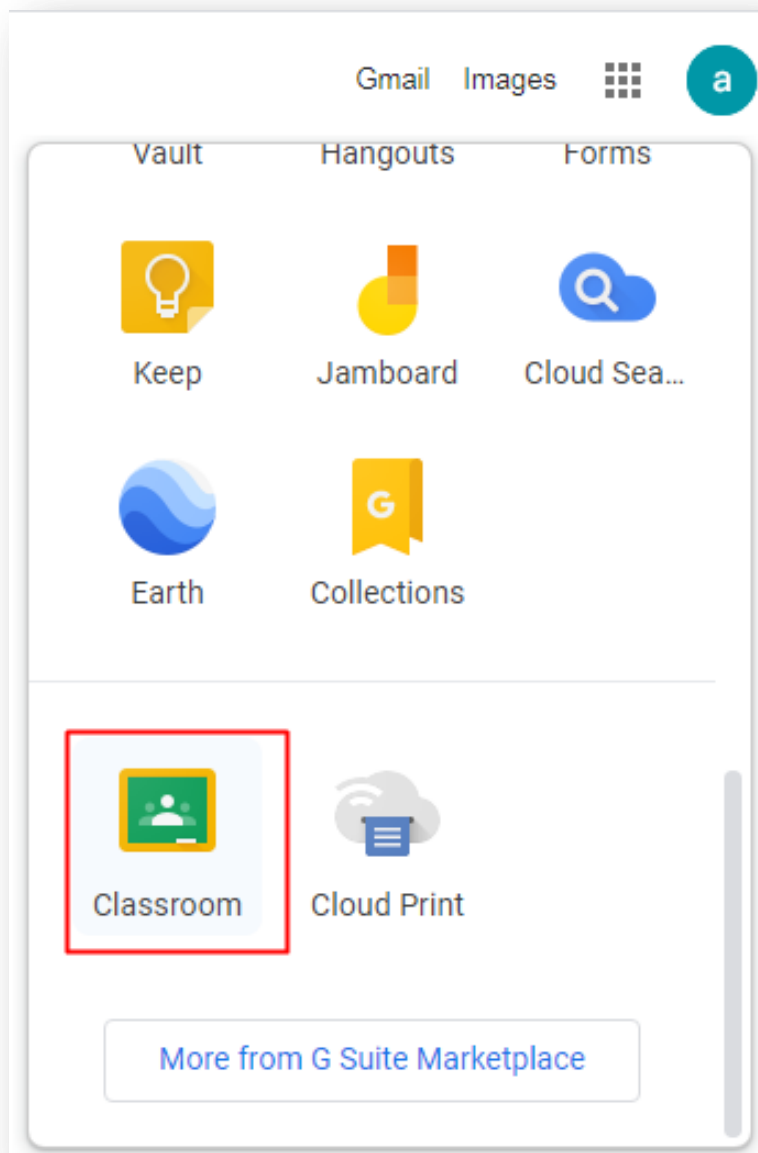 Gmail Images a
Vault Hangouts Forms
Keep Jamboard Cloud Sea...
G
Earth Collections
Classroom Cloud Print
More from G Suite Marketplace